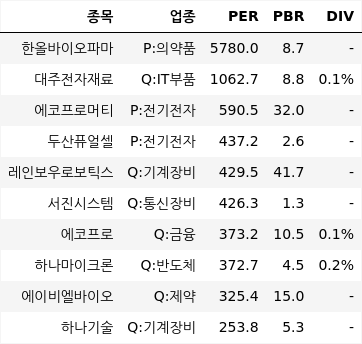 종목 업종 PER PBR DIV
한올바이오파마 P:의약품 5780.0 8.7 -
대주전자재료 Q:IT부품 1062.7 8.8 0.1%
에코프로머티 P:전기전자 590.5 32.0 -
두산퓨얼셀 P:전기전자 437.2 2.6 -
레인보우로보틱스 Q:기계장비 429.5 41.7 -
서진시스템 Q:통신장비 426.3 1.3 -
에코프로 Q:금융 373.2 10.5 0.1%
하나마이크론 Q:반도체 372.7 4.5 0.2%
에이비엘바이오 Q:제약 325.4 15.0 -
하나기술 Q:기계장비 253.8 5.3 -